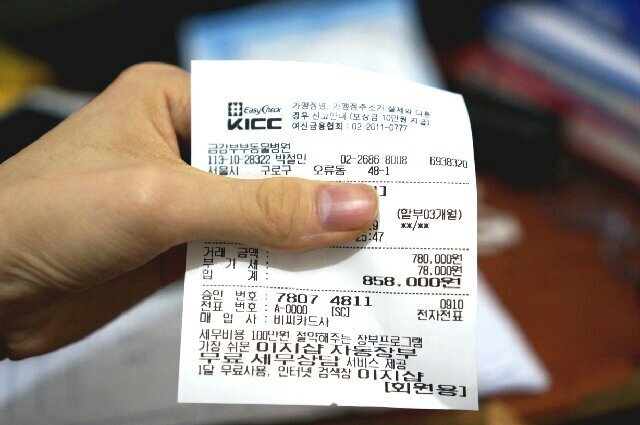 EasyCheck 가맹점명, 가맹점주소가 실제와 다른
KICC 경우 신고안내 (포상금 10만원 지급)
여신금융협회 : 02-2011-0777
금강부부동물병원
113-10-28322 박철민 02-2686 8008 6938320
서울시 구로구 오류동 48-1
]
(할부03개월)
19 **/**
25:47
거래 금액: 780,000원
부 가 세: 78,000원
합 계: 858,000원
승인 번호: 7807 4811 0910
전표 번호: A-0000 [SC] 전자전표
매 입 사: 비씨카드사
세무비용 100만원 절약해주는 장부프로그램
가장 쉬운 이지샵 자동장부
무료 세무상담 서비스 제공
1달 무료사용, 인터넷 검색창 이지샵
[회원용]